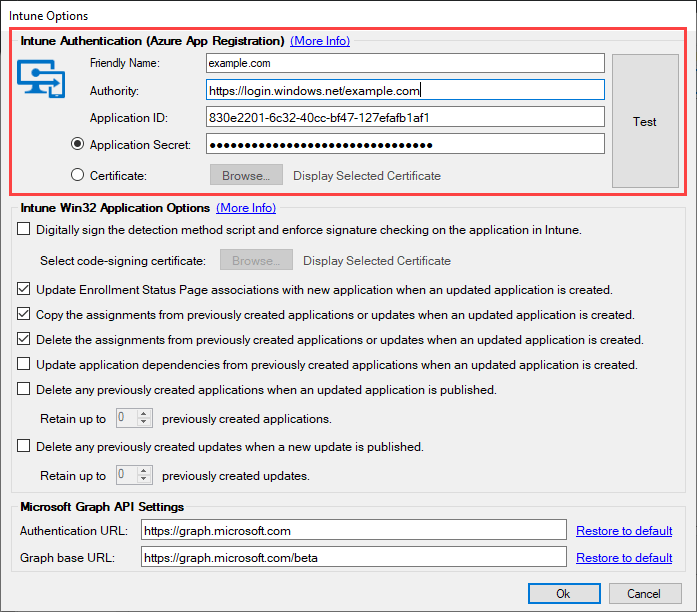 Intune Options
Intune Authentication (Azure App Registration) (More Info)
Friendly Name: example.com
Authority: https://login.windows.net/example.com
Application ID: 830e2201-6c32-40cc-bf47-127efafb1af1
Test
Application Secret: ●●●●●●●●●●●●●●●●●●●●●●●●●●●●●●●●
Certificate: Browse... Display Selected Certificate
Intune Win32 Application Options (More Info)
Digitally sign the detection method script and enforce signature checking on the application in Intune.
Select code-signing certificate: Browse... Display Selected Certificate
Update Enrollment Status Page associations with new application when an updated application is created.
Copy the assignments from previously created applications or updates when an updated application is created.
Delete the assignments from previously created applications or updates when an updated application is created.
Update application dependencies from previously created applications when an updated application is created.
Delete any previously created applications when an updated application is published.
Retain up to 0 previously created applications.
Delete any previously created updates when a new update is published.
Retain up to 0 previously created updates.
Microsoft Graph API Settings
Authentication URL: https://graph.microsoft.com Restore to default
Graph base URL: https://graph.microsoft.com/beta Restore to default
Ok Cancel